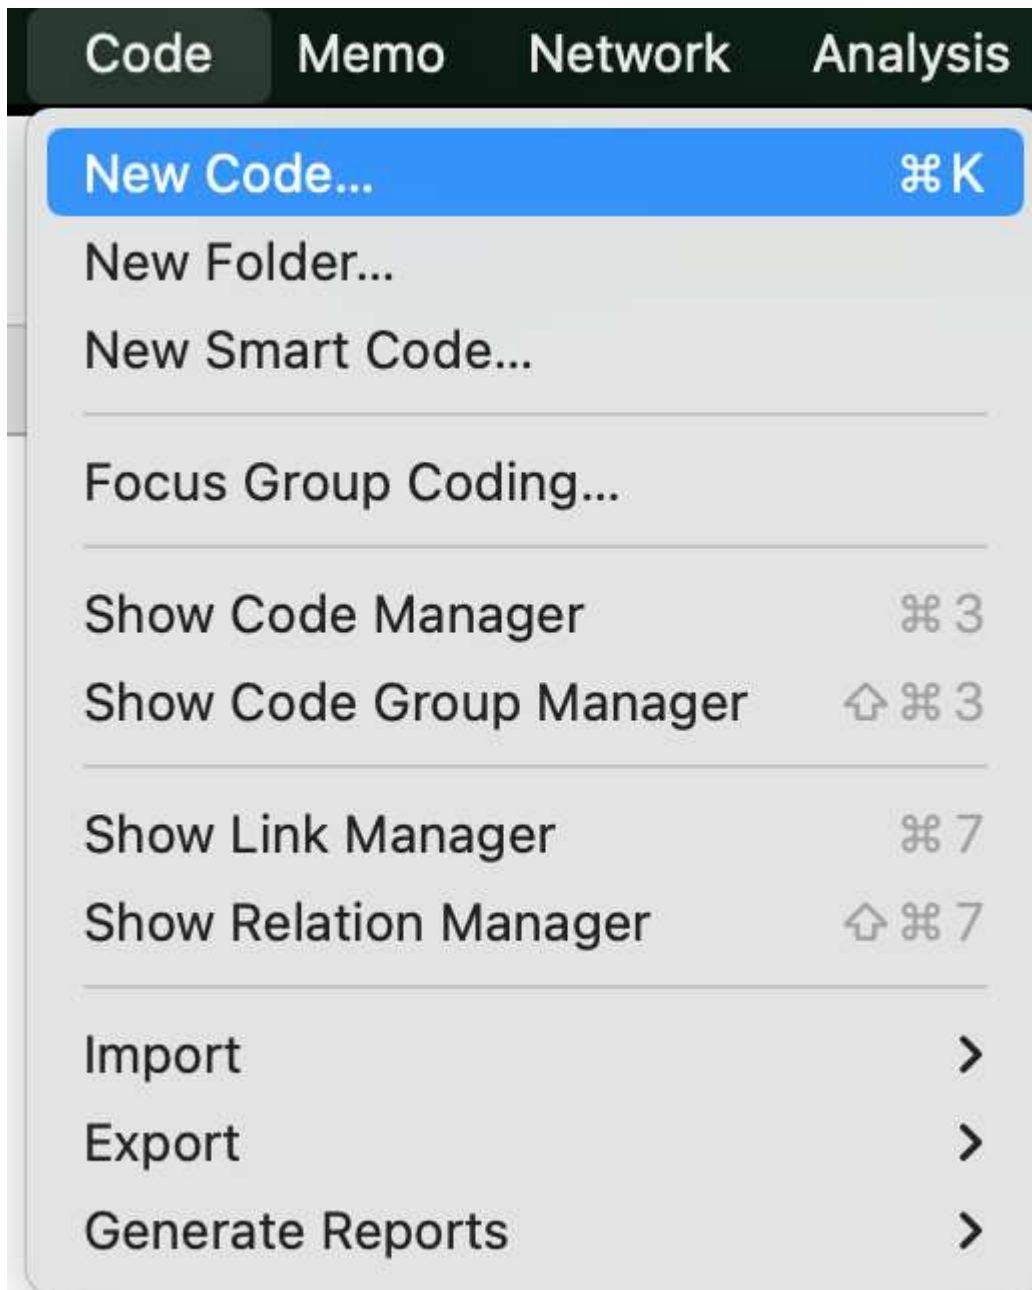 Code Memo Network Analysis
New Code... ⌘K
New Folder...
New Smart Code...
Focus Group Coding...
Show Code Manager ⌘3
Show Code Group Manager ⇧⌘3
Show Link Manager ⌘7
Show Relation Manager ⇧⌘7
Import
Export
Generate Reports